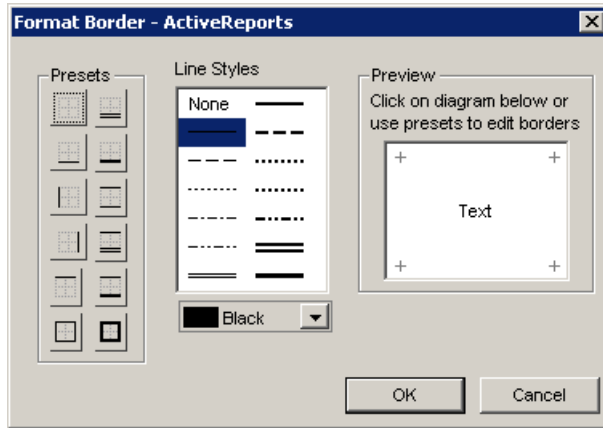 Format Border - ActiveReports
Presets
Line Styles
None
Black
Preview
Click on diagram below or
use presets to edit borders
Text
OK
Cancel